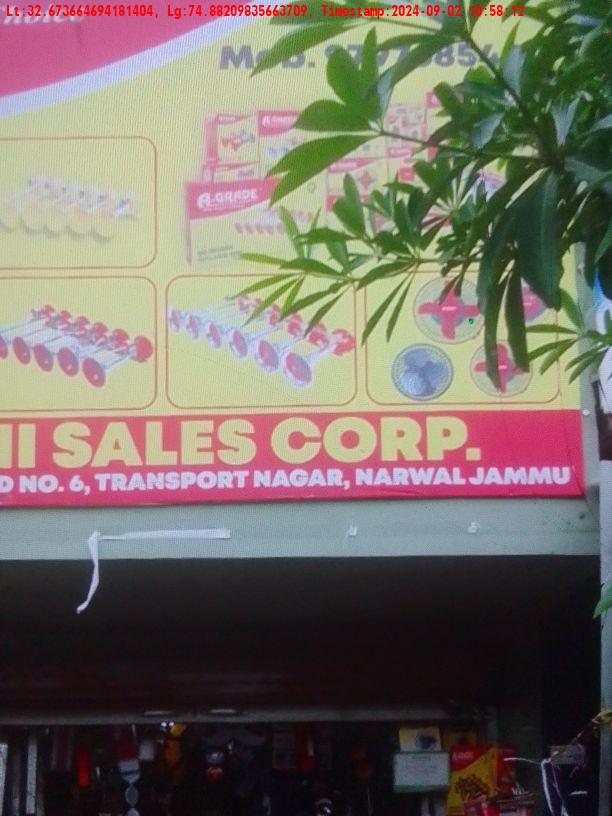 Lt:32.673664694181404, Lg:74.88209835663709, Timestamp:2024-09-02 10:58:12
MOB.
A-GRADE
SALES CORP.
NO. 6, TRANSPORT NAGAR, NARWAL JAMMU